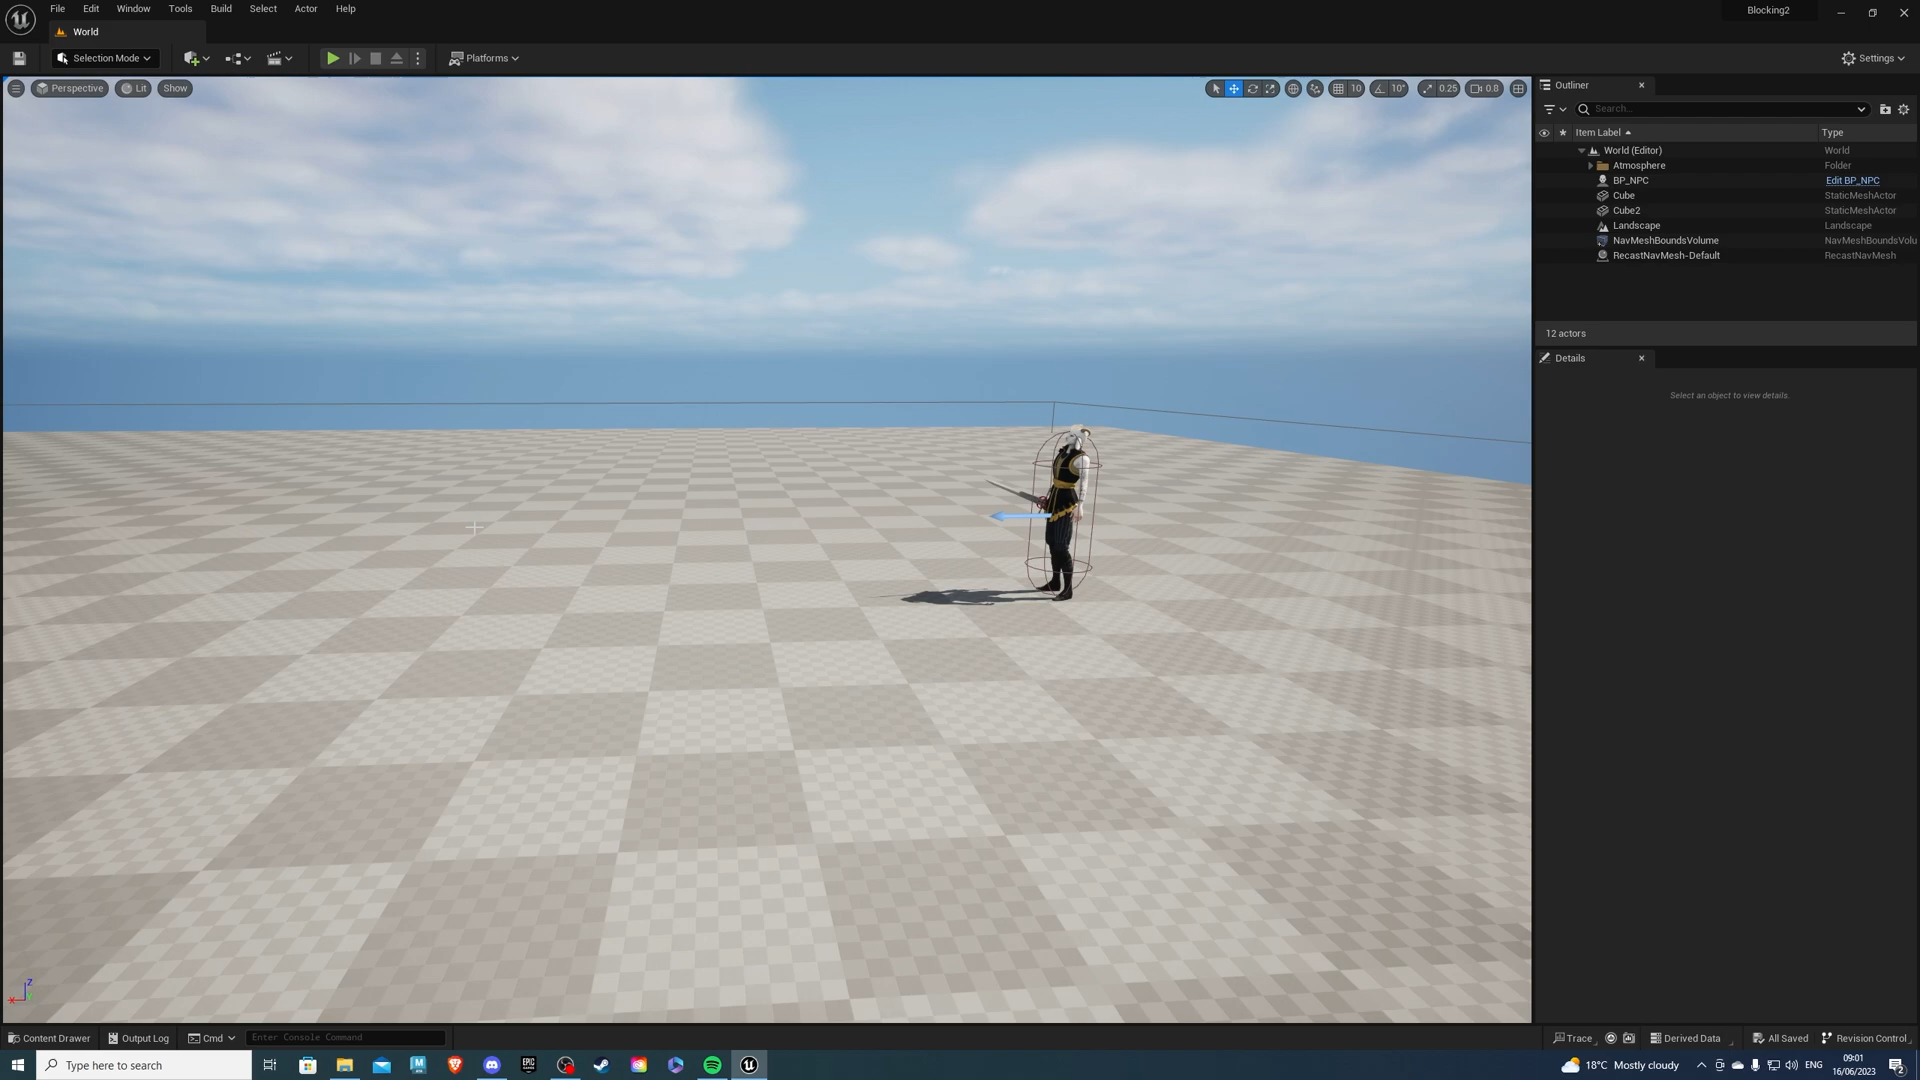 File Edit Window Tools Build Select Actor Help
Blocking2
World
Selection Mode
Platforms
Settings
Perspective Lit Show
10 10° 0.25 0.8
Outliner
Search...
Item Label Type
World (Editor) World
Atmosphere Folder
BP_NPC Edit BP_NPC
Cube StaticMeshActor
Cube2 StaticMeshActor
Landscape Landscape
NavMeshBoundsVolume NavMeshBoundsVolu
RecastNavMesh-Default RecastNavMesh
12 actors
Details
Select an object to view details.
Z
X
Content Drawer Output Log Cmd Enter Console Command
Trace Derived Data All Saved Revision Control
Type here to search
18°C Mostly cloudy
ENG
09:01
16/06/2023
2